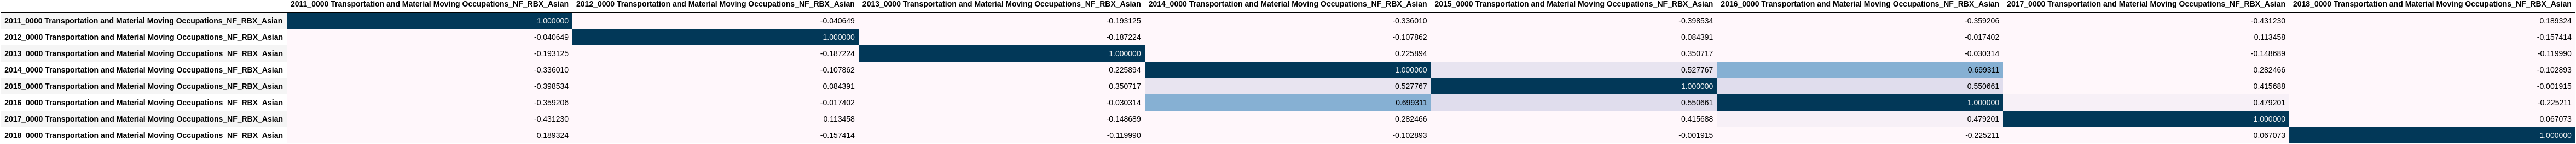 2011_0000 Transportation and Material Moving Occupations_NF_RBX_Asian 2012_0000 Transportation and Material Moving Occupations_NF_RBX_Asian 2013_0000 Transportation and Material Moving Occupations_NF_RBX_Asian 2014_0000 Transportation and Material Moving Occupations_NF_RBX_Asian 2015_0000 Transportation and Material Moving Occupations_NF_RBX_Asian 2016_0000 Transportation and Material Moving Occupations_NF_RBX_Asian 2017_0000 Transportation and Material Moving Occupations_NF_RBX_Asian 2018_0000 Transportation and Material Moving Occupations_NF_RBX_Asian
2011_0000 Transportation and Material Moving Occupations_NF_RBX_Asian 1.000000 -0.040649 -0.193125 -0.336010 -0.398534 -0.359206 -0.431230 0.189324
2012_0000 Transportation and Material Moving Occupations_NF_RBX_Asian -0.040649 1.000000 -0.187224 -0.107862 0.084391 -0.017402 0.113458 -0.157414
2013_0000 Transportation and Material Moving Occupations_NF_RBX_Asian -0.193125 -0.187224 1.000000 0.225894 0.350717 -0.030314 -0.148689 -0.119990
2014_0000 Transportation and Material Moving Occupations_NF_RBX_Asian -0.336010 -0.107862 0.225894 1.000000 0.527767 0.699311 0.282466 -0.102893
2015_0000 Transportation and Material Moving Occupations_NF_RBX_Asian -0.398534 0.084391 0.350717 0.527767 1.000000 0.550661 0.415688 -0.001915
2016_0000 Transportation and Material Moving Occupations_NF_RBX_Asian -0.359206 -0.017402 -0.030314 0.699311 0.550661 1.000000 0.479201 -0.225211
2017_0000 Transportation and Material Moving Occupations_NF_RBX_Asian -0.431230 0.113458 -0.148689 0.282466 0.415688 0.479201 1.000000 0.067073
2018_0000 Transportation and Material Moving Occupations_NF_RBX_Asian 0.189324 -0.157414 -0.119990 -0.102893 -0.001915 -0.225211 0.067073 1.000000